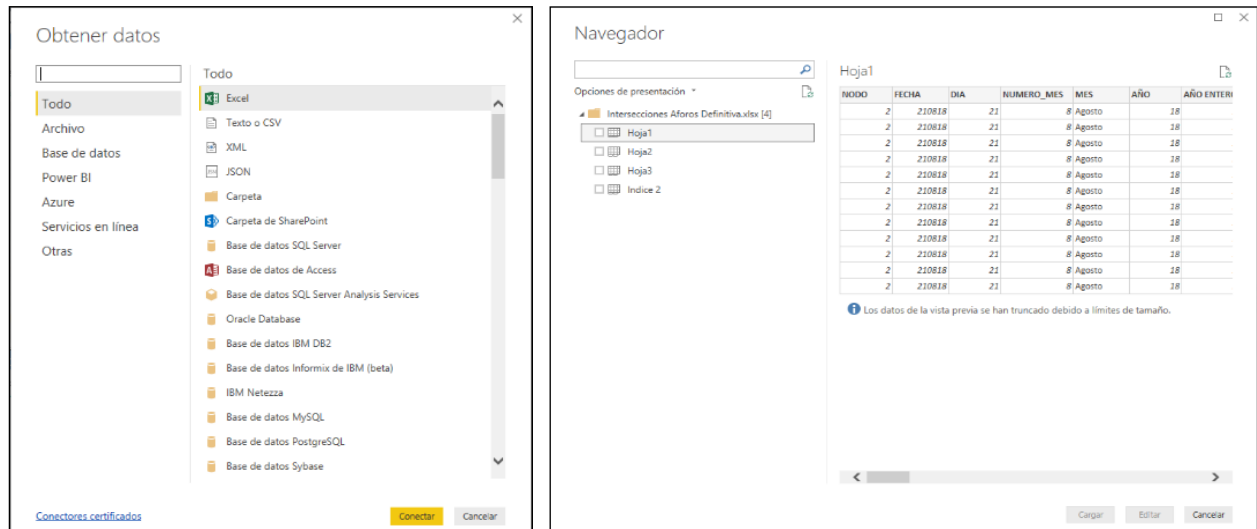 Obtener datos
Todo
Archivo
Base de datos
Power BI
Azure
Servicios en línea
Otras
Todo
Excel
Texto o CSV
XML
JSON
Carpeta
Carpeta de SharePoint
Base de datos SQL Server
Base de datos de Access
Base de datos SQL Server Analysis Services
Oracle Database
Base de datos IBM DB2
Base de datos Informix de IBM (beta)
IBM Netezza
Base de datos MySQL
Base de datos PostgreSQL
Base de datos Sybase
Conectores certificados
Conectar Cancelar
Navegador
Opciones de presentación
Intersecciones Aforos Definitiva.xlsx [4]
Hoja1
Hoja2
Hoja3
Indice 2
Hoja1
NODO FECHA DIA NUMERO_MES MES AÑO AÑO ENTER
2 210818 21 8 Agosto 18
2 210818 21 8 Agosto 18
2 210818 21 8 Agosto 18
2 210818 21 8 Agosto 18
2 210818 21 8 Agosto 18
2 210818 21 8 Agosto 18
2 210818 21 8 Agosto 18
2 210818 21 8 Agosto 18
2 210818 21 8 Agosto 18
2 210818 21 8 Agosto 18
2 210818 21 8 Agosto 18
2 210818 21 8 Agosto 18
Los datos de la vista previa se han truncado debido a límites de tamaño.
Cargar Editar Cancelar